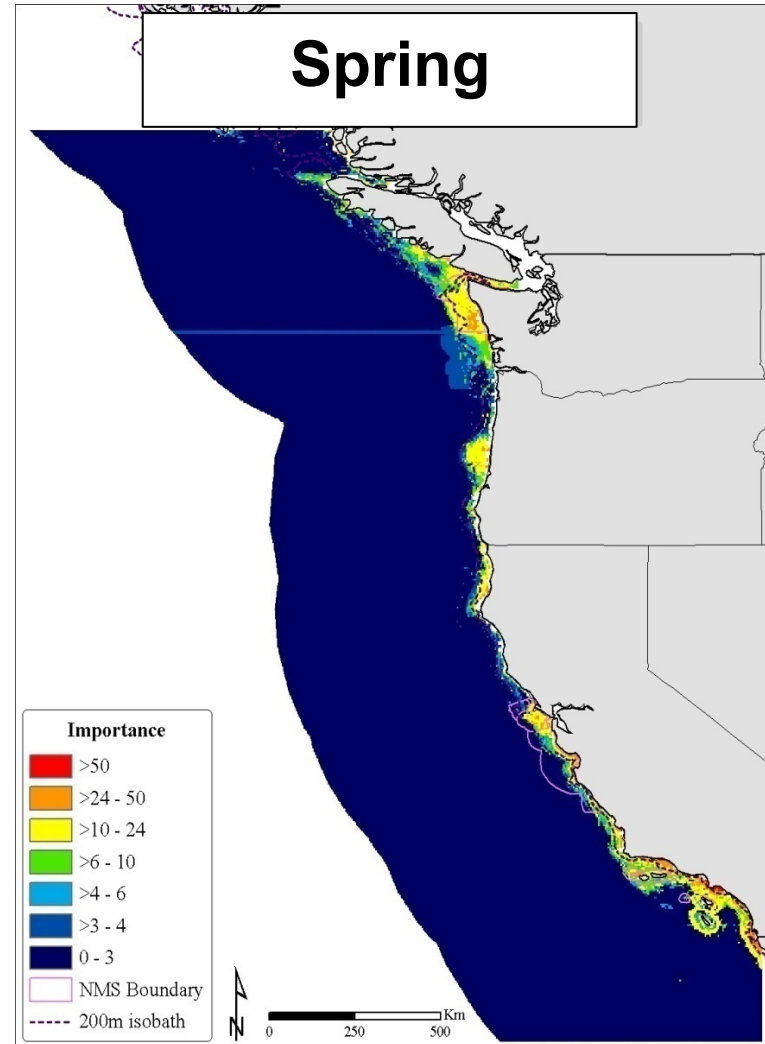 Spring
Importance
>50
>24 - 50
>10 - 24
>6 - 10
>4 - 6
>3 - 4
0 - 3
NMS Boundary
200m isobath
N
Km
0 250 500